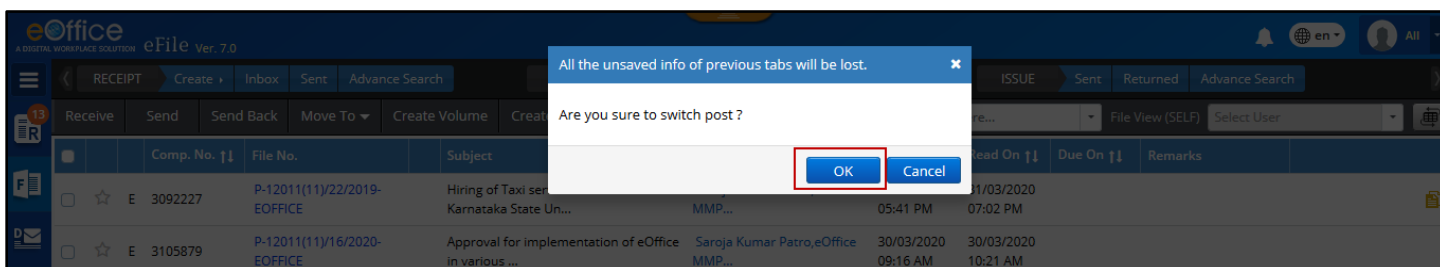 eOffice
A DIGITAL WORKPLACE SOLUTION eFile Ver. 7.0
en
All
All the unsaved info of previous tabs will be lost. ×
Are you sure to switch post ?
OK Cancel
RECEIPT Create Inbox Sent Advance Search
ISSUE Sent Returned Advance Search
13
Receive Send Send Back Move To Create Volume
File View (SELF) Select User
Comp. No. File No. Subject Read On Due On Remarks
E 3092227 P-12011(11)/22/2019-EOFFICE
Hiring of Taxi ser
Karnataka State Un...
MMP...
05:41 PM
31/03/2020
07:02 PM
E 3105879 P-12011(11)/16/2020-EOFFICE
Approval for implementation of eOffice
in various ...
Saroja Kumar Patro,eOffice
MMP...
30/03/2020
09:16 AM
30/03/2020
10:21 AM